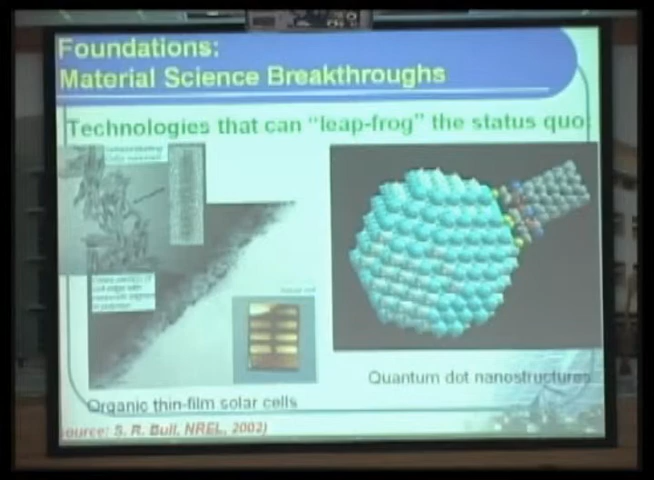 Foundations:
Material Science Breakthroughs
Technologies that can "leap-frog" the status quo
Organic thin-film solar cells
Quantum dot nanostructures
ource: S. R. Bull, NREL, 2002)